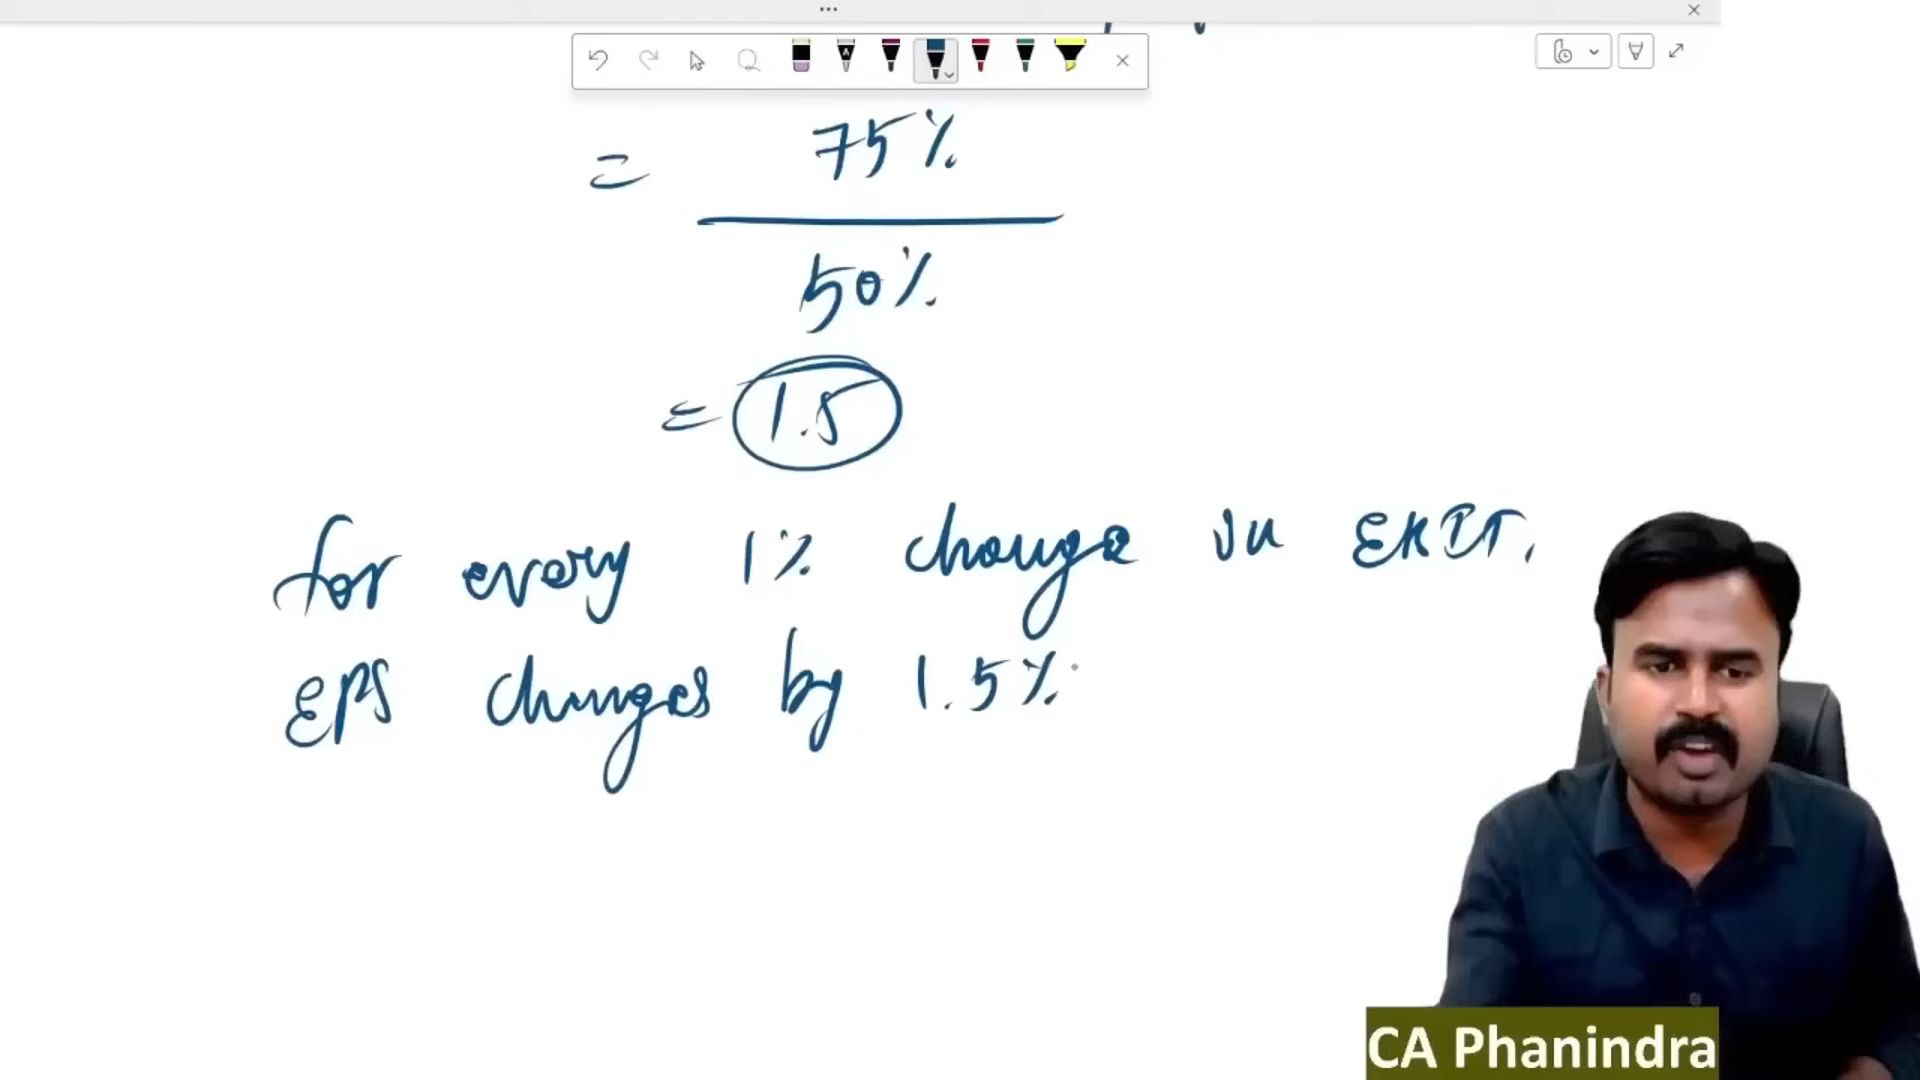 = 75%
50%
= 1.5
for every 1% change in EBIT.
EPS changes by 1.5%
CA Phanindra